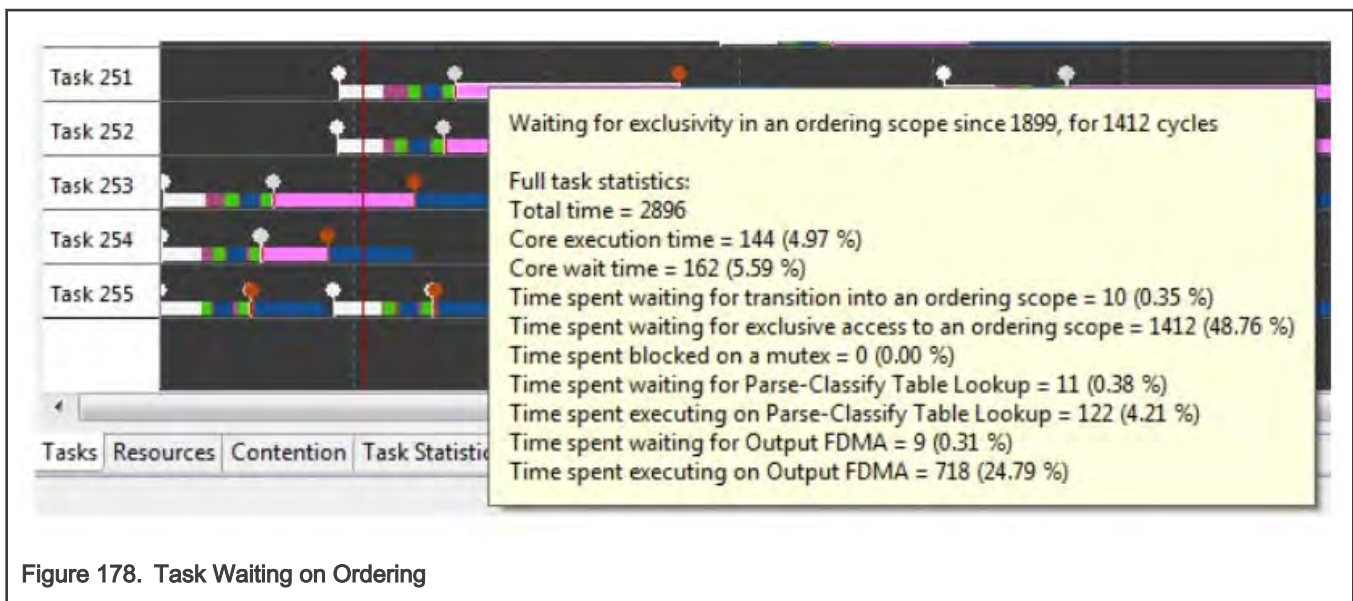 Task 251
Task 252
Task 253
Task 254
Task 255
Waiting for exclusivity in an ordering scope since 1899, for 1412 cycles
Full task statistics:
Total time = 2896
Core execution time = 144 (4.97 %)
Core wait time = 162 (5.59 %)
Time spent waiting for transition into an ordering scope = 10 (0.35 %)
Time spent waiting for exclusive access to an ordering scope = 1412 (48.76 %)
Time spent blocked on a mutex = 0 (0.00 %)
Time spent waiting for Parse-Classify Table Lookup = 11 (0.38 %)
Time spent executing on Parse-Classify Table Lookup = 122 (4.21 %)
Time spent waiting for Output FDMA = 9 (0.31 %)
Time spent executing on Output FDMA = 718 (24.79 %)
Tasks Resources Contention Task Statistic
Figure 178. Task Waiting on Ordering